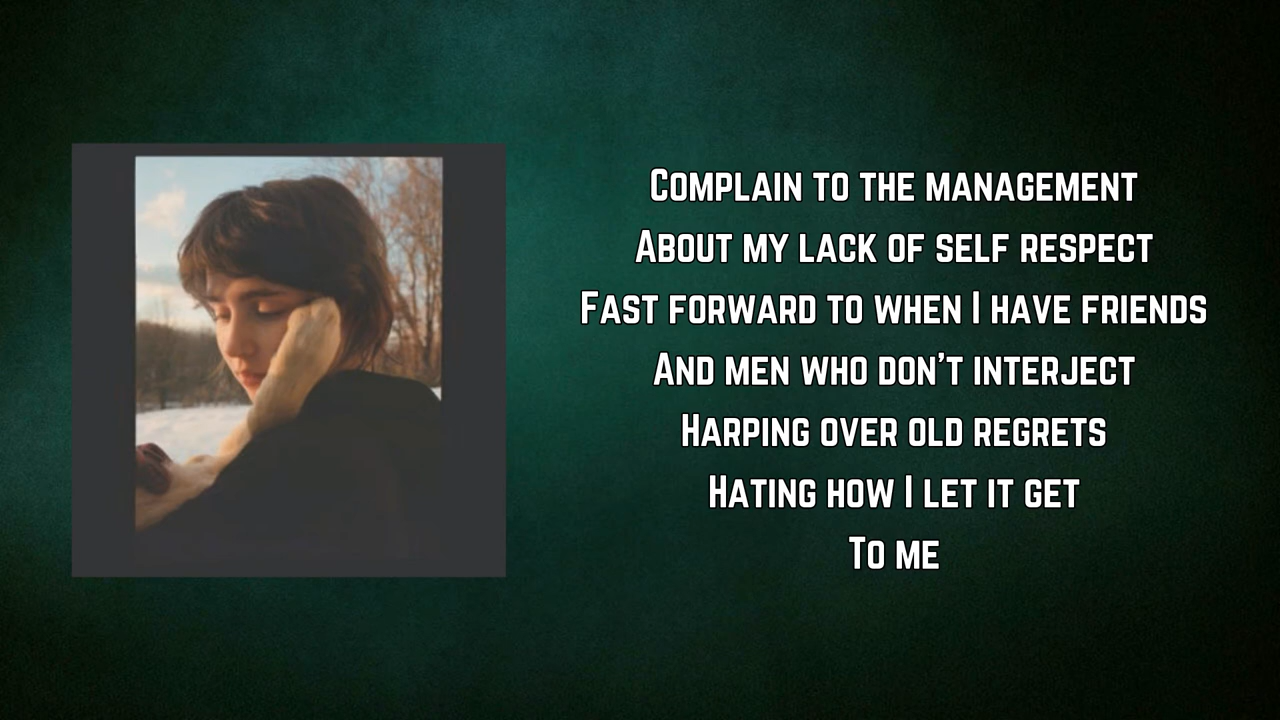 Complain to the management
About my lack of self respect
Fast forward to when I have friends
And men who don't interject
Harping over old regrets
Hating how I let it get
To me